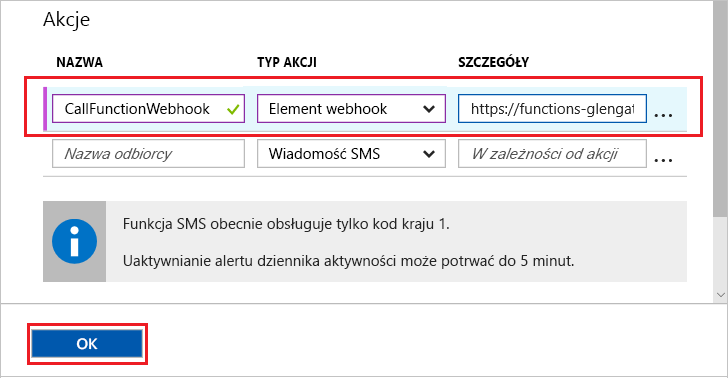 Akcje
NAZWA TYP AKCJI SZCZEGÓŁY
CallFunctionWebhook Element webhook https://functions-glengat ...
Nazwa odbiorcy Wiadomość SMS W zależności od akcji ...
Funkcja SMS obecnie obsługuje tylko kod kraju 1.
Uaktywnianie alertu dziennika aktywności może potrwać do 5 minut.
OK